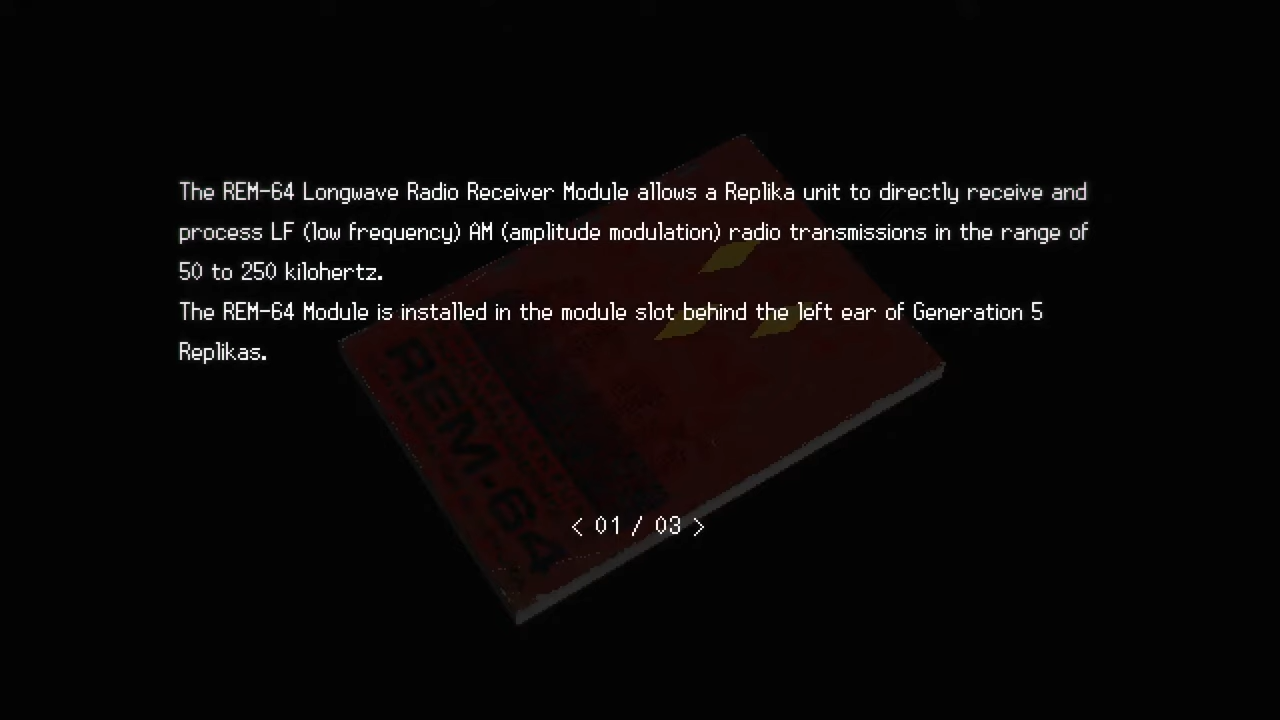 The REM-64 Longwave Radio Receiver Module allows a Replika unit to directly receive and
process LF (low frequency) AM (amplitude modulation) radio transmissions in the range of
50 to 250 kilohertz.
The REM-64 Module is installed in the module slot behind the left ear of Generation 5
Replikas.
REM-64
< 01 / 03 >